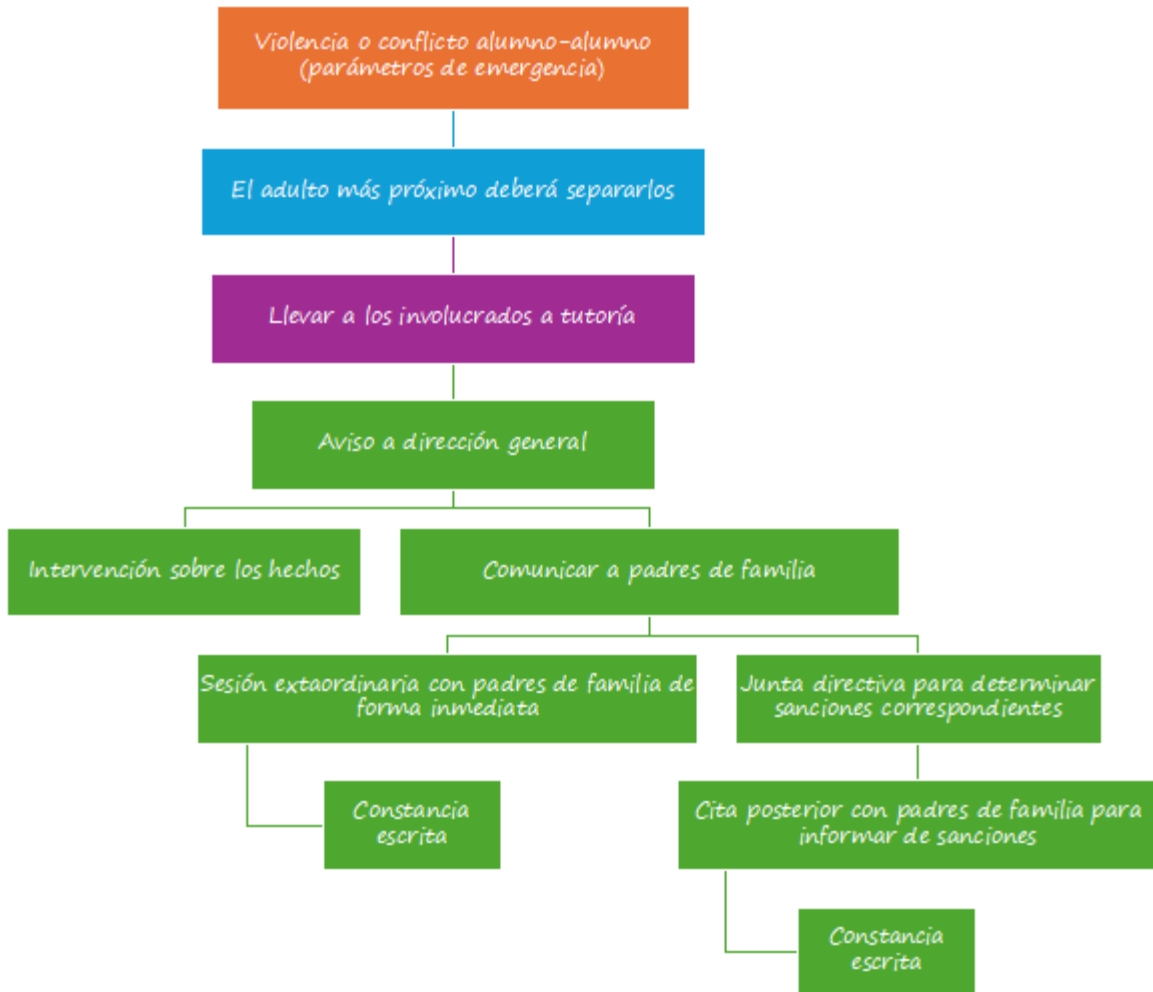 Violencia o conflicto alumno-alumno
(parámetros de emergencia)
El adulto más próximo deberá separarlos
Llevar a los involucrados a tutoría
Aviso a dirección general
Intervención sobre los hechos
Comunicar a padres de familia
Sesión extaordinaria con padres de familia de
forma inmediata
Junta directiva para determinar
sanciones correspondientes
Constancia
escrita
Cita posterior con padres de familia para
informar de sanciones
Constancia
escrita